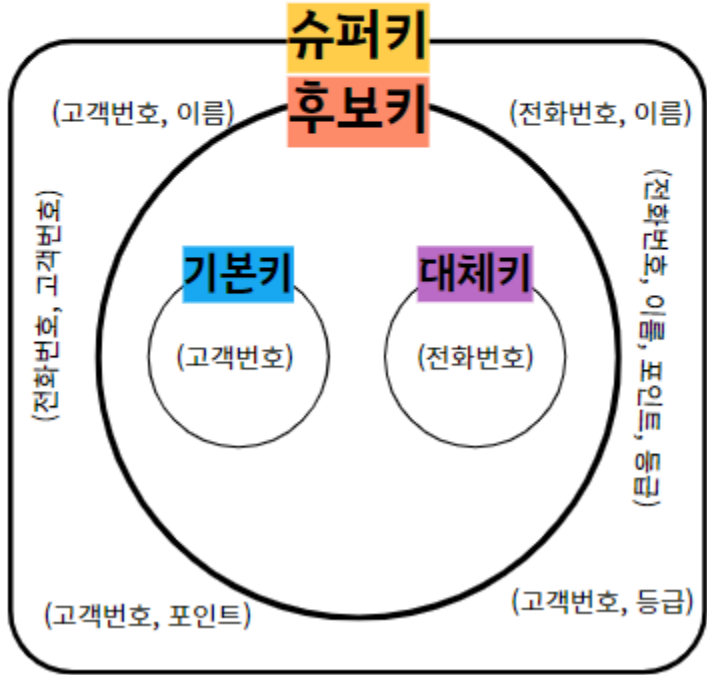 슈퍼키
후보키
(고객번호, 이름)
(전화번호, 이름)
(전화번호, 고객번호)
(전화번호, 이름, 포인트, 등급)
기본키
대체키
(고객번호)
(전화번호)
(고객번호, 포인트)
(고객번호, 등급)